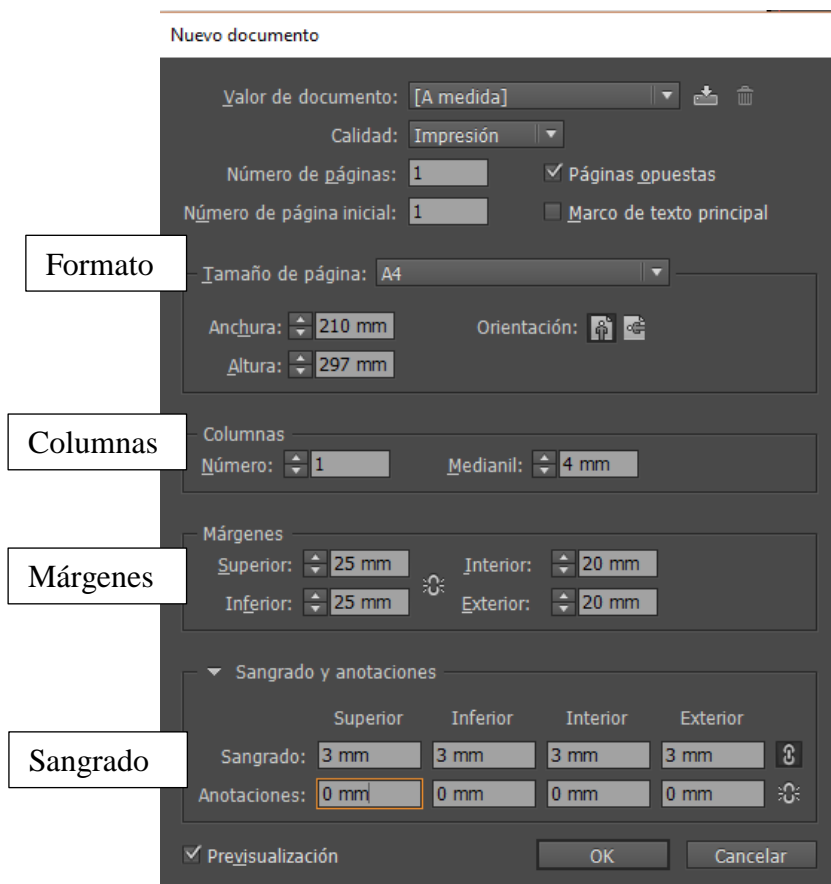 Nuevo documento
Valor de documento: [A medida]
Calidad: Impresión
Número de páginas: 1 Páginas opuestas
Número de página inicial: 1 Marco de texto principal
Formato
Tamaño de página: A4
Anchura: 210 mm Orientación:
Altura: 297 mm
Columnas
Columnas
Número: 1 Medianil: 4 mm
Márgenes
Márgenes
Superior: 25 mm Interior: 20 mm
Inferior: 25 mm Exterior: 20 mm
Sangrado y anotaciones
Superior Inferior Interior Exterior
Sangrado
Sangrado: 3 mm 3 mm 3 mm 3 mm
Anotaciones: 0 mm 0 mm 0 mm 0 mm
Previsualización OK Cancelar